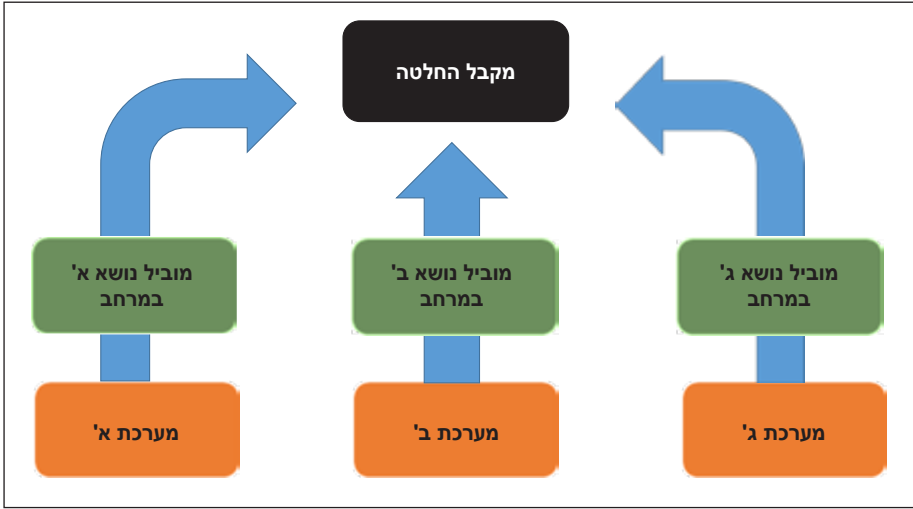 מקבל החלטה
מוביל נושא ג'
במרחב
מוביל נושא ב'
במרחב
מוביל נושא א'
במרחב
מערכת ג'
מערכת ב'
מערכת א'